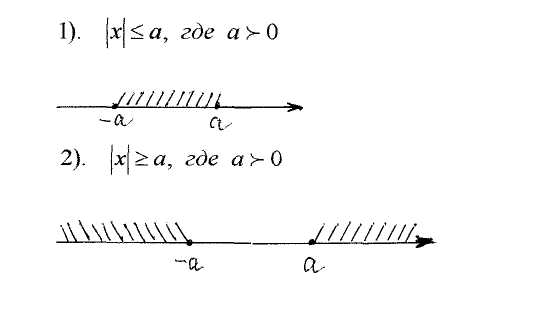 1). |x| ≤ a, где a ≻ 0
-a a
2). |x| ≥ a, где a ≻ 0
-a a